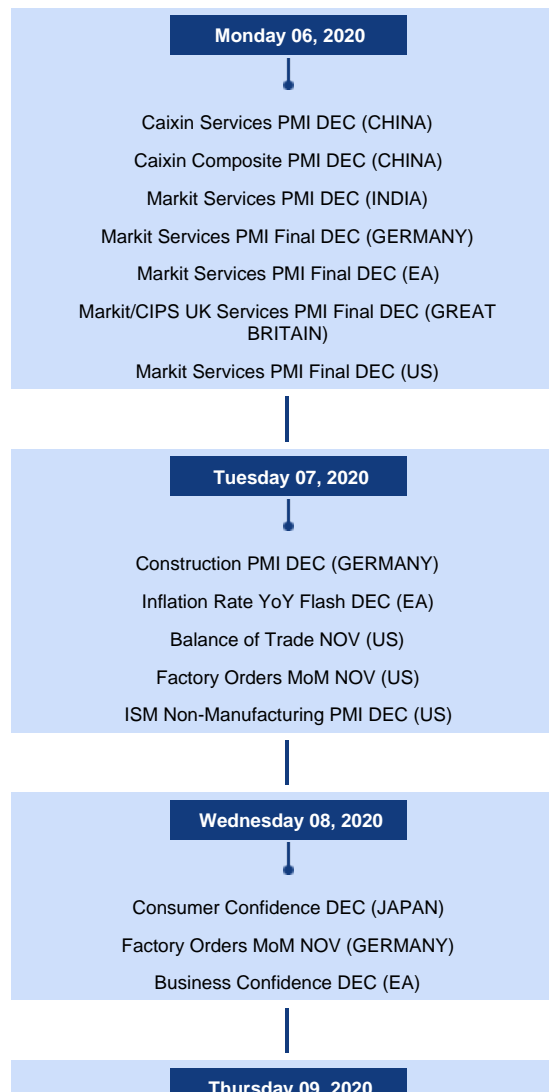 Monday 06, 2020
Caixin Services PMI DEC (CHINA)
Caixin Composite PMI DEC (CHINA)
Markit Services PMI DEC (INDIA)
Markit Services PMI Final DEC (GERMANY)
Markit Services PMI Final DEC (EA)
Markit/CIPS UK Services PMI Final DEC (GREAT
BRITAIN)
Markit Services PMI Final DEC (US)
Tuesday 07, 2020
Construction PMI DEC (GERMANY)
Inflation Rate YoY Flash DEC (EA)
Balance of Trade NOV (US)
Factory Orders MoM NOV (US)
ISM Non-Manufacturing PMI DEC (US)
Wednesday 08, 2020
Consumer Confidence DEC (JAPAN)
Factory Orders MoM NOV (GERMANY)
Business Confidence DEC (EA)
Thursday 09, 2020